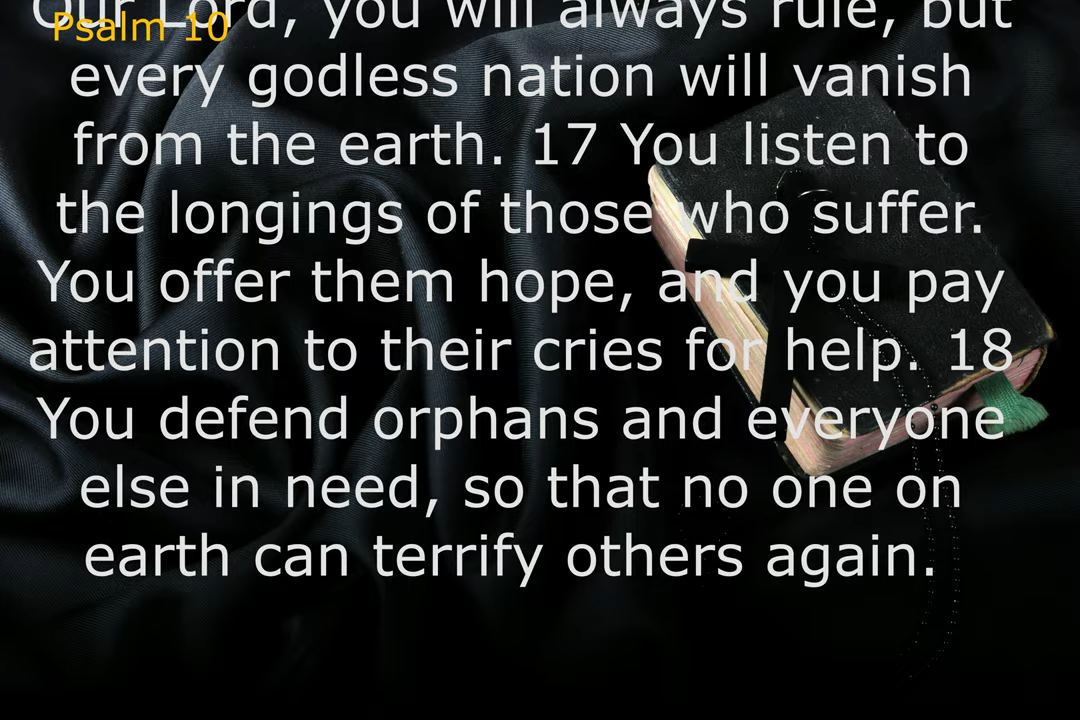 Our Lord, you will always rule, but
Psalm 10
every godless nation will vanish
from the earth. 17 You listen to
the longings of those who suffer.
You offer them hope, and you pay
attention to their cries for help. 18
You defend orphans and everyone
else in need, so that no one on
earth can terrify others again.